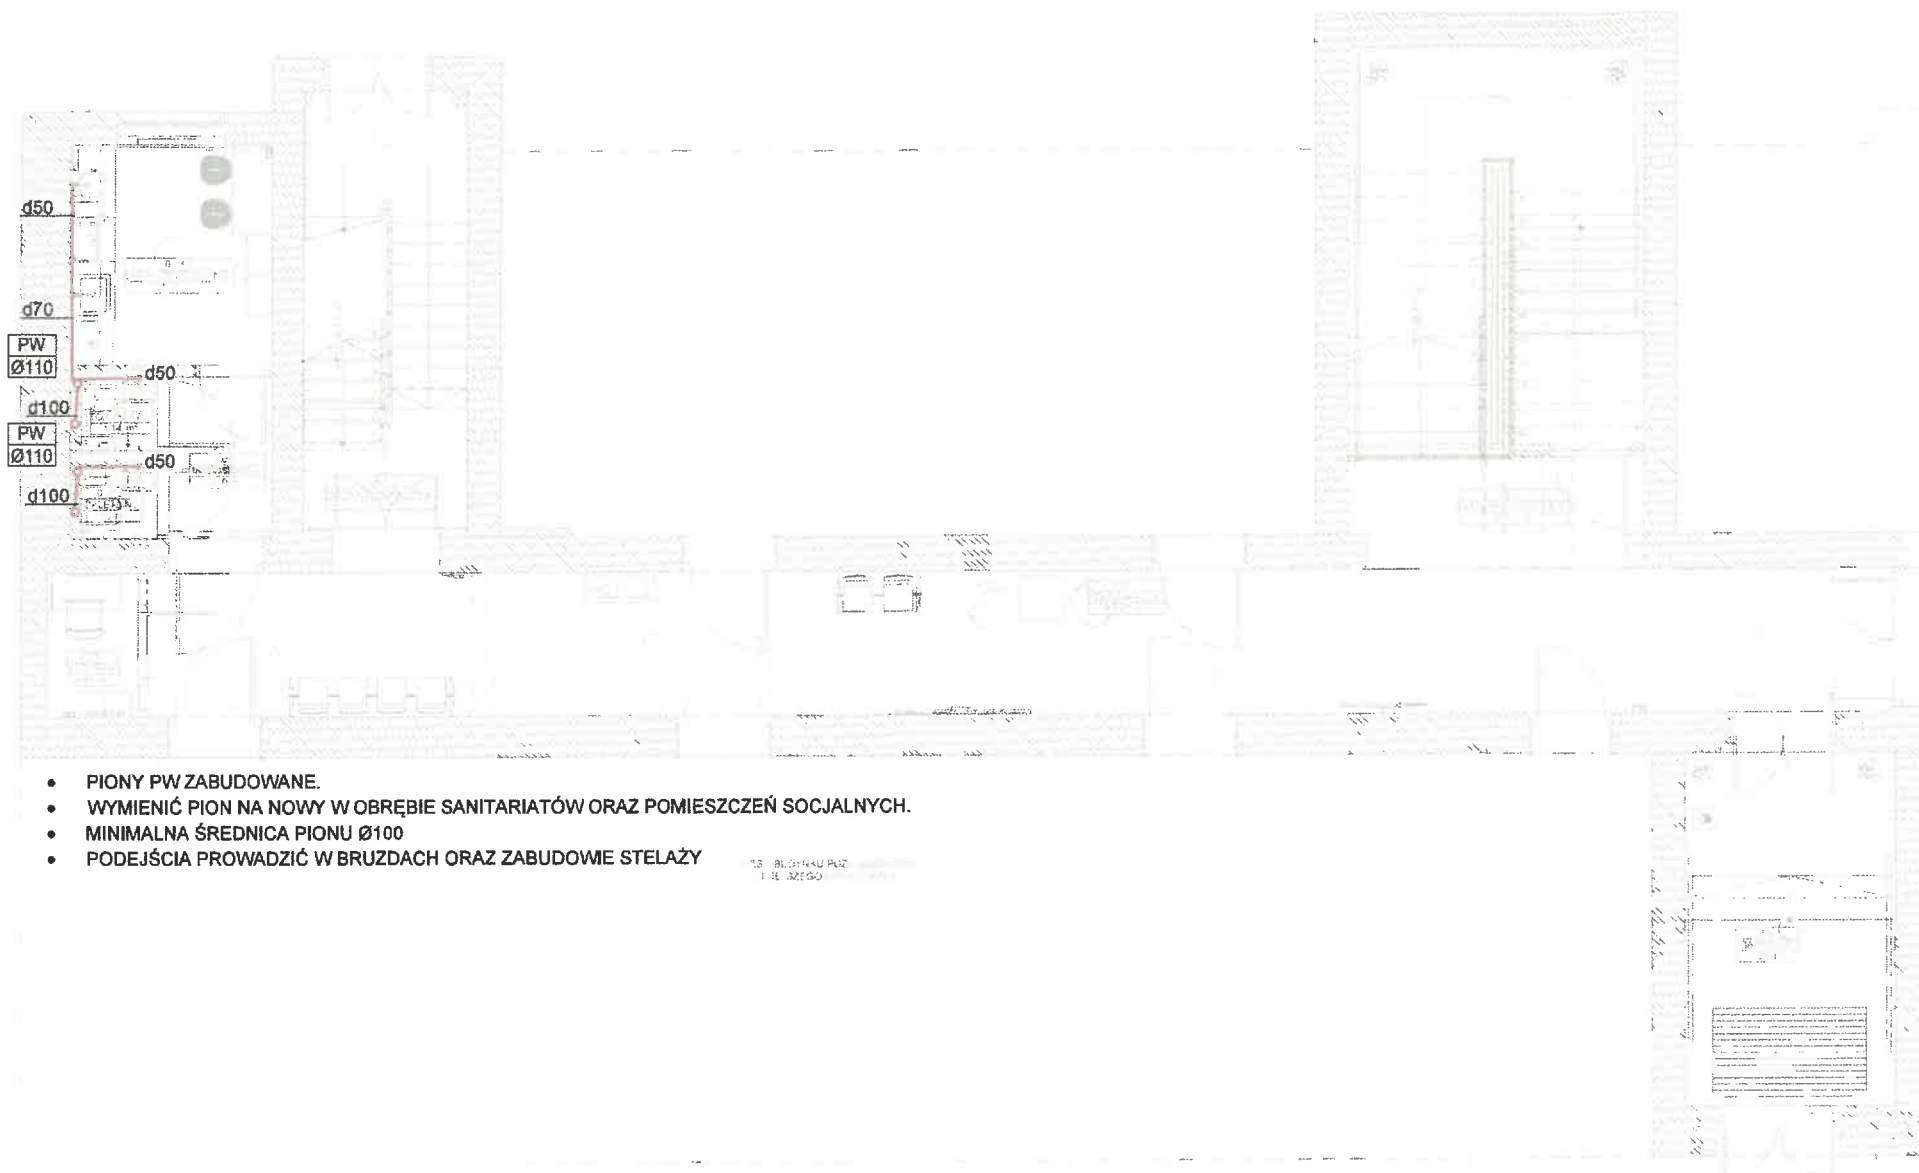 d50
d70
PW
Ø110
d50
d100
PW
Ø110
d50
d100
• PIONY PW ZABUDOWANE.
• WYMIENIĆ PION NA NOWY W OBRĘBIE SANITARIATÓW ORAZ POMIESZCZEŃ SOCJALNYCH.
• MINIMALNA ŚREDNICA PIONU Ø100
• PODEJŚCIA PROWADZIĆ W BRUZDACH ORAZ ZABUDOWIE STELAŻY